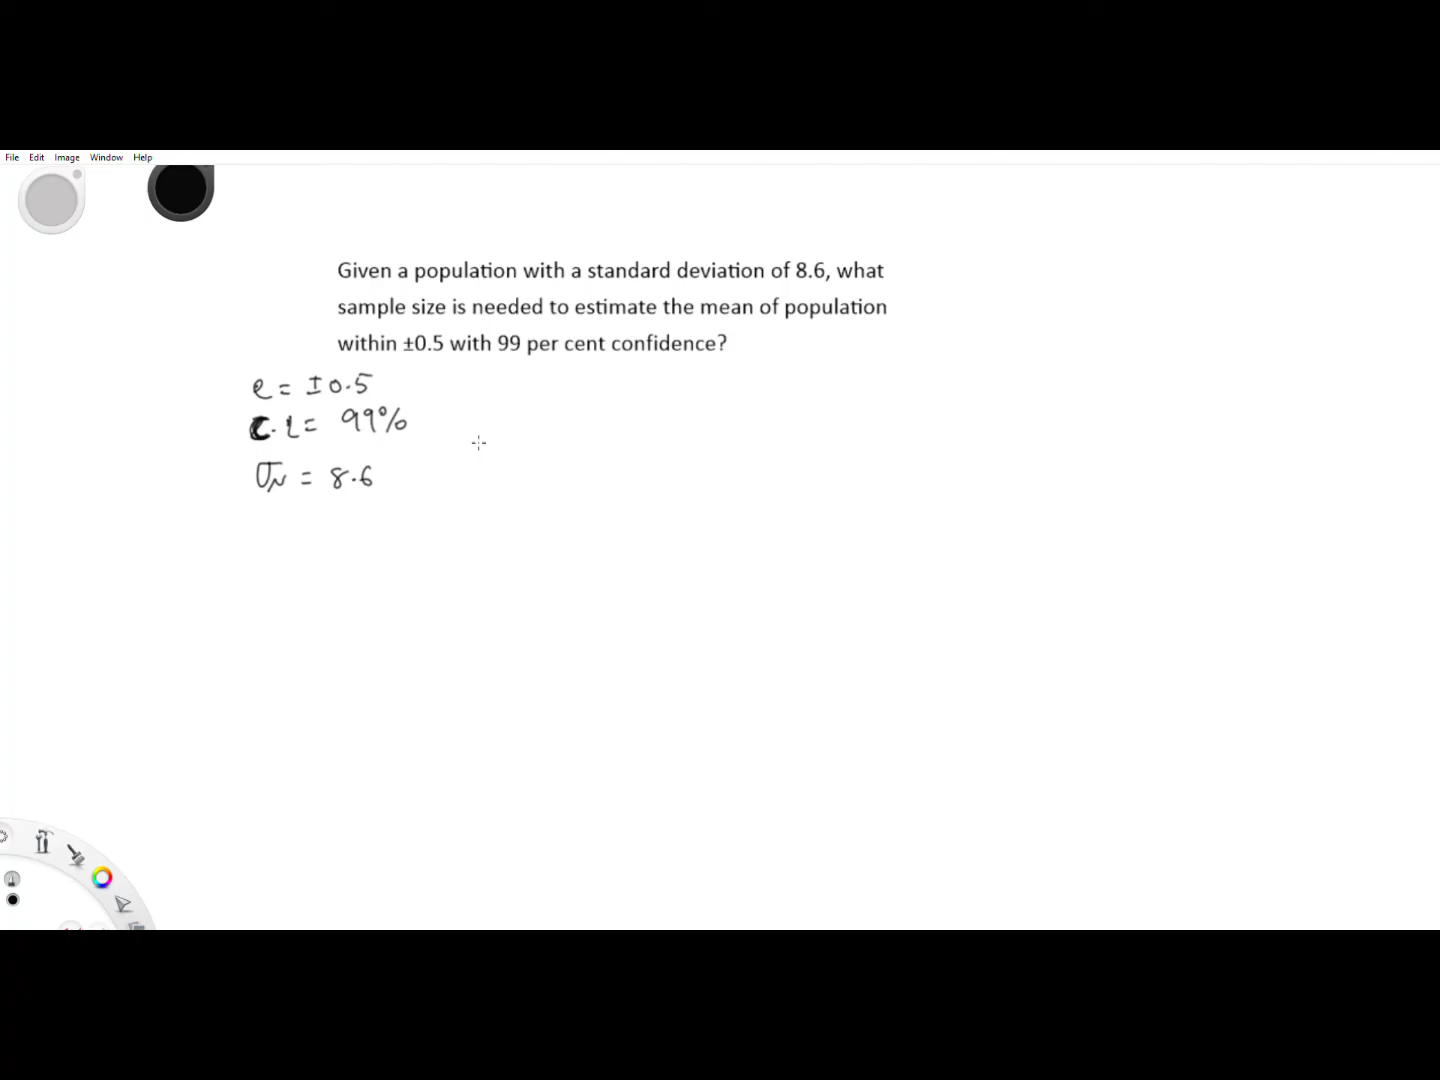 File Edit Image Window Help
Given a population with a standard deviation of 8.6, what
sample size is needed to estimate the mean of population
within ±0.5 with 99 per cent confidence?
e = ±0.5
C.L = 99%
σN = 8.6